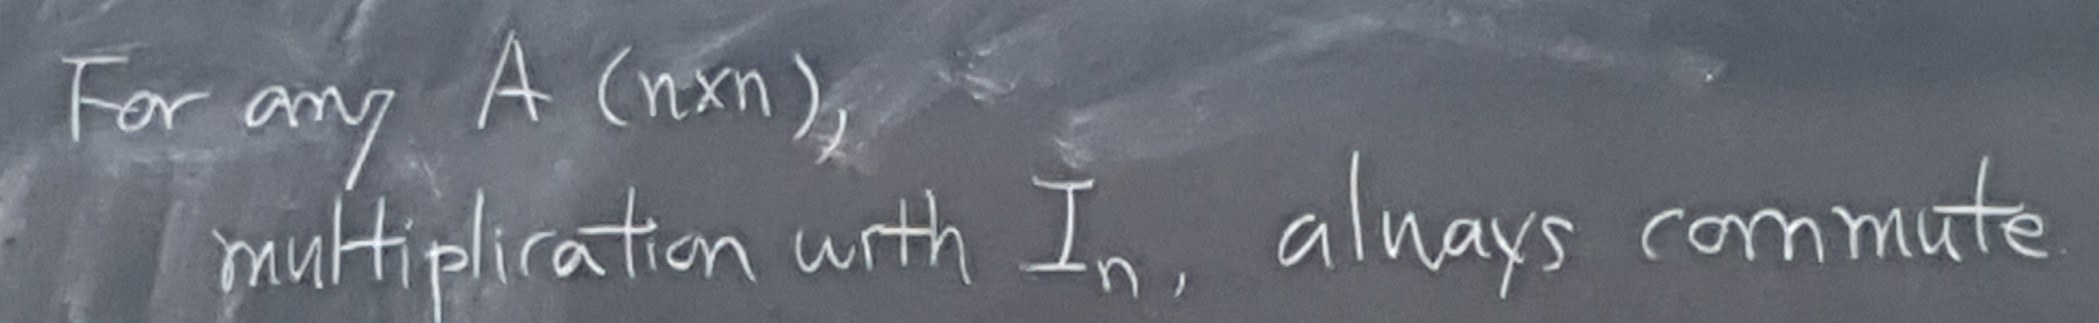 For any A (n×n),
multiplication with Iₙ, always commute.